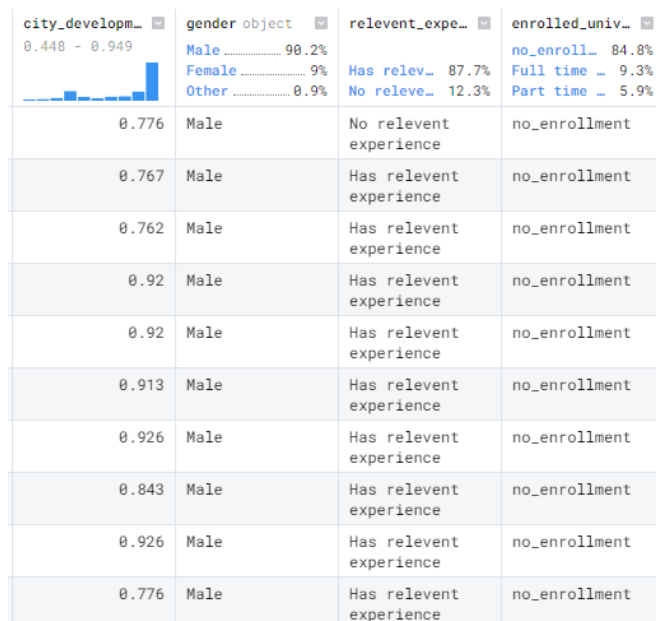 city_developm… gender object relevent_expe… enrolled_univ…
0.448 - 0.949 Male 90.2% no_enroll… 84.8%
Female 9% Has relev… 87.7% Full time … 9.3%
Other 0.9% No releve… 12.3% Part time … 5.9%
0.776 Male No relevent no_enrollment
experience
0.767 Male Has relevent no_enrollment
experience
0.762 Male Has relevent no_enrollment
experience
0.92 Male Has relevent no_enrollment
experience
0.92 Male Has relevent no_enrollment
experience
0.913 Male Has relevent no_enrollment
experience
0.926 Male Has relevent no_enrollment
experience
0.843 Male Has relevent no_enrollment
experience
0.926 Male Has relevent no_enrollment
experience
0.776 Male Has relevent no_enrollment
experience